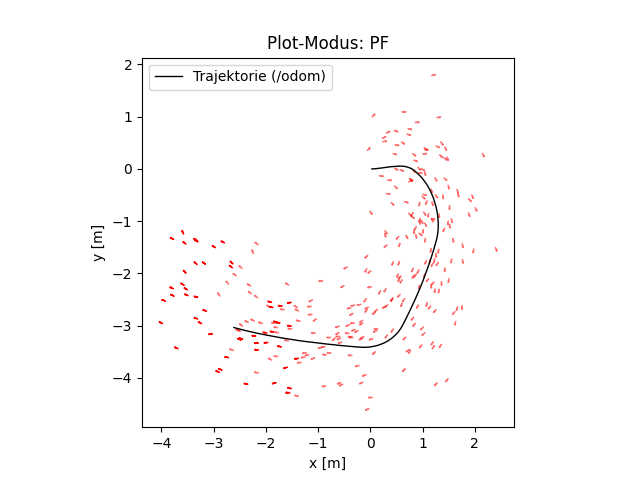 Plot-Modus: PF
Trajektorie (/odom)
2
1
0
−1
−2
−3
−4
y [m]
−4 −3 −2 −1 0 1 2
x [m]